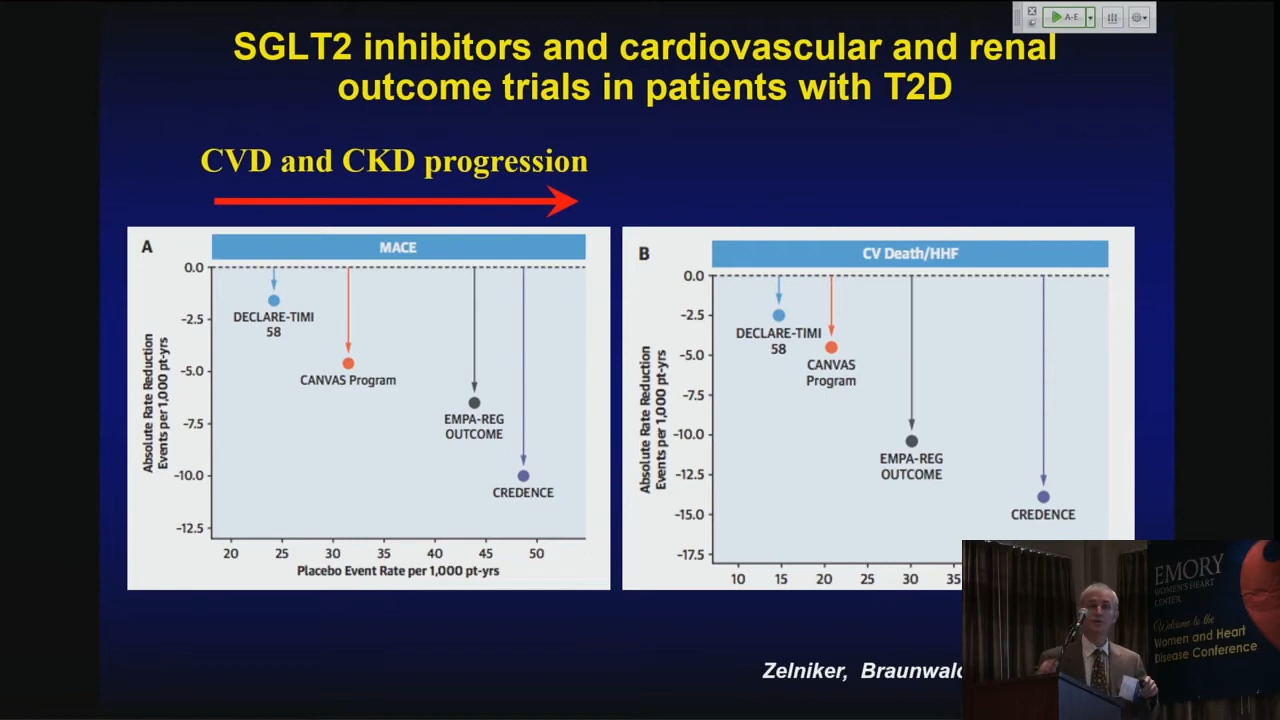 A-E
SGLT2 inhibitors and cardiovascular and renal
outcome trials in patients with T2D
CVD and CKD progression
A
MACE
0.0
-2.5
-5.0
-7.5
-10.0
-12.5
Absolute Rate Reduction
Events per 1,000 pt-yrs
DECLARE-TIMI
58
CANVAS Program
EMPA-REG
OUTCOME
CREDENCE
20 25 30 35 40 45 50
Placebo Event Rate per 1,000 pt-yrs
B
CV Death/HHF
0.0
-2.5
-5.0
-7.5
-10.0
-12.5
-15.0
-17.5
Absolute Rate Reduction
Events per 1,000 pt-yrs
DECLARE-TIMI
58
CANVAS
Program
EMPA-REG
OUTCOME
CREDENCE
10 15 20 25 30 35
Zelniker, Braunwald
EMORY
WOMEN'S HEART
CENTER
Welcome to the
Women and Heart
Disease Conference